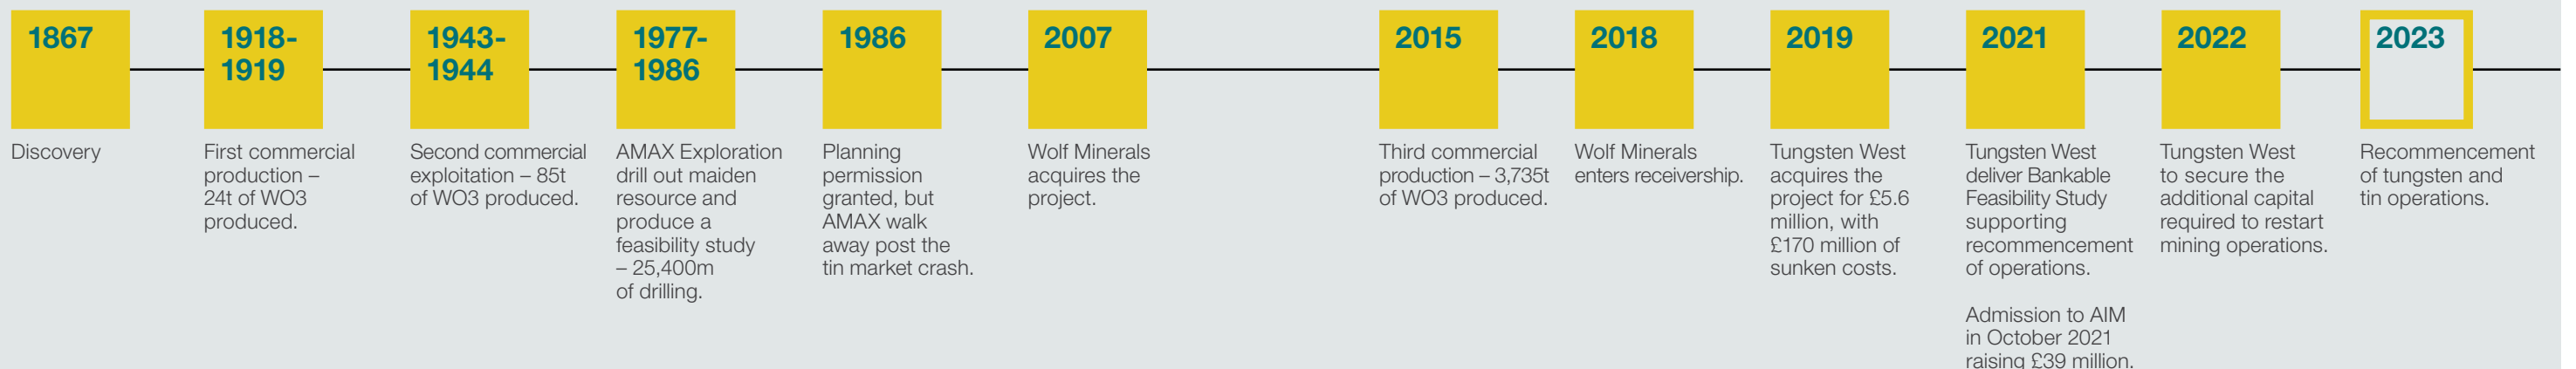 1867
Discovery
1918-
1919
First commercial
production –
24t of WO3
produced.
1943-
1944
Second commercial
exploitation – 85t
of WO3 produced.
1977-
1986
AMAX Exploration
drill out maiden
resource and
produce a
feasibility study
– 25,400m
of drilling.
1986
Planning
permission
granted, but
AMAX walk
away post the
tin market crash.
2007
Wolf Minerals
acquires the
project.
2015
Third commercial
production – 3,735t
of WO3 produced.
2018
Wolf Minerals
enters receivership.
2019
Tungsten West
acquires the
project for £5.6
million, with
£170 million of
sunken costs.
2021
Tungsten West
deliver Bankable
Feasibility Study
supporting
recommencement
of operations.
Admission to AIM
in October 2021
raising £39 million.
2022
Tungsten West
to secure the
additional capital
required to restart
mining operations.
2023
Recommencement
of tungsten and
tin operations.